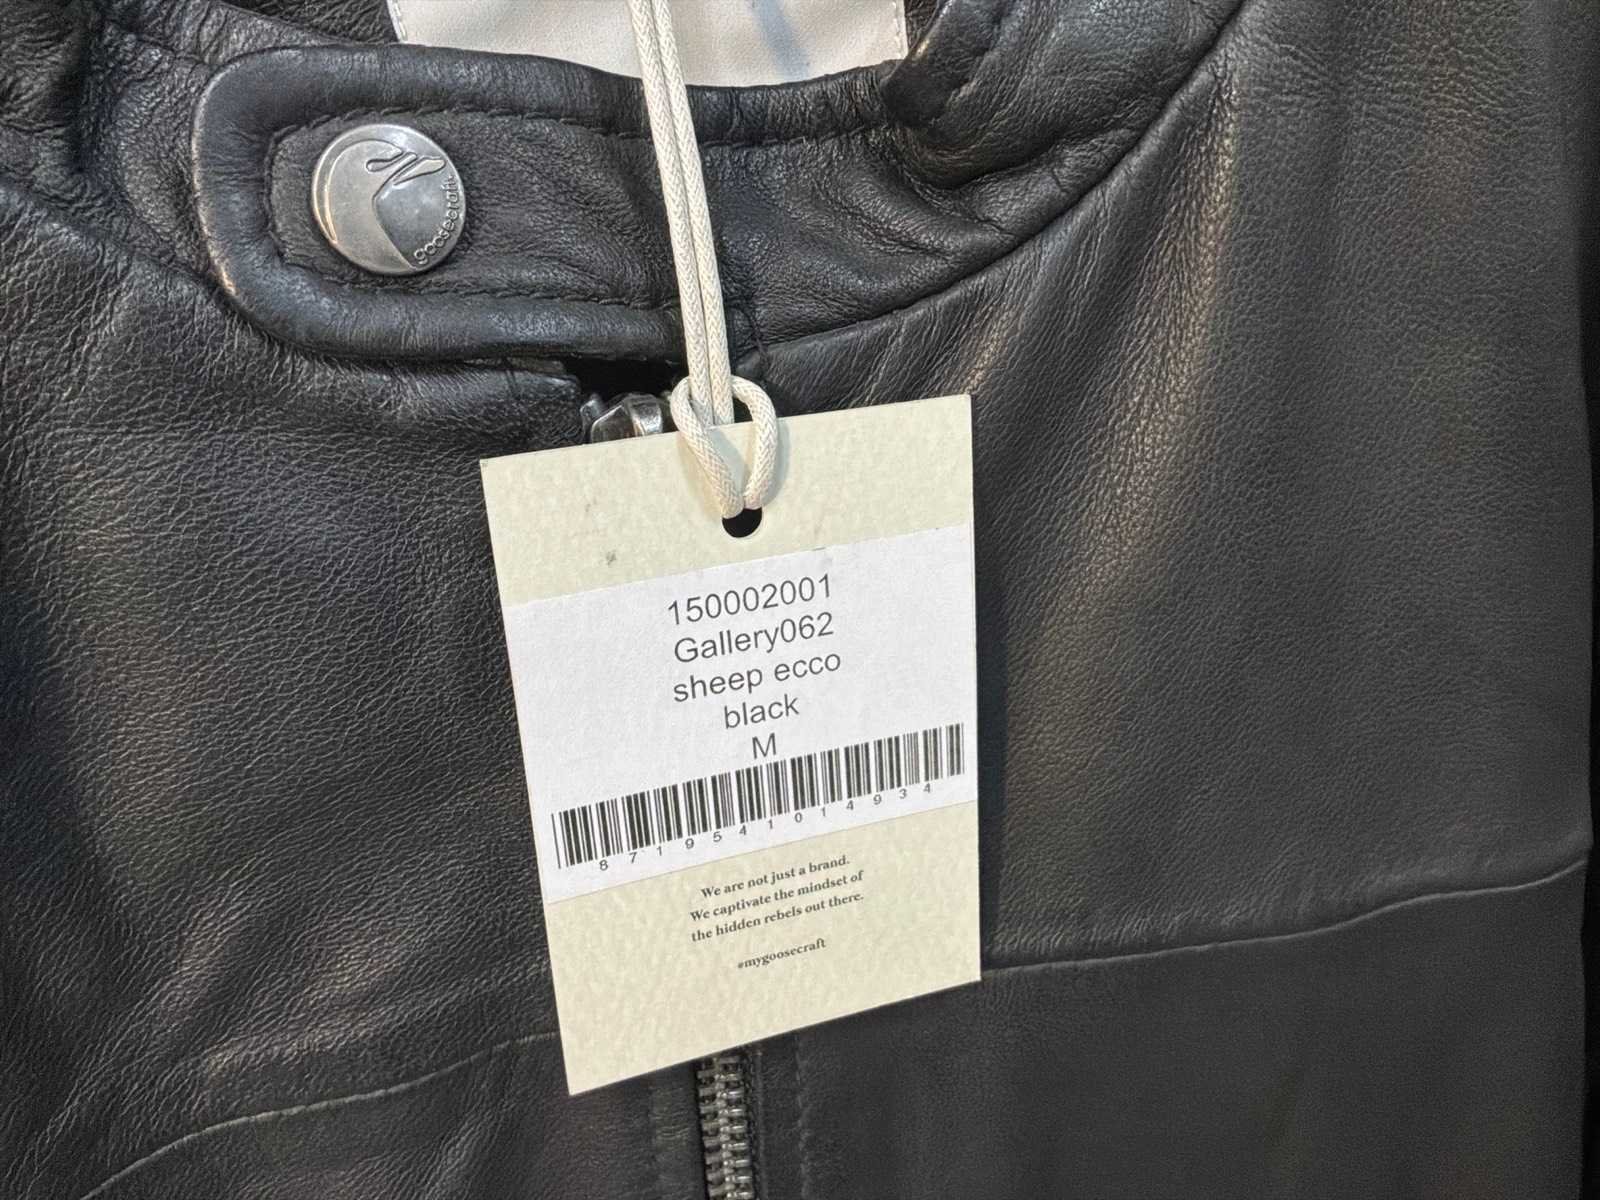 goosecraft.
150002001
Gallery062
sheep ecco
black
M
8719541014934
We are not just a brand.
We captivate the mindset of
the hidden rebels out there.
#mygoosecraft